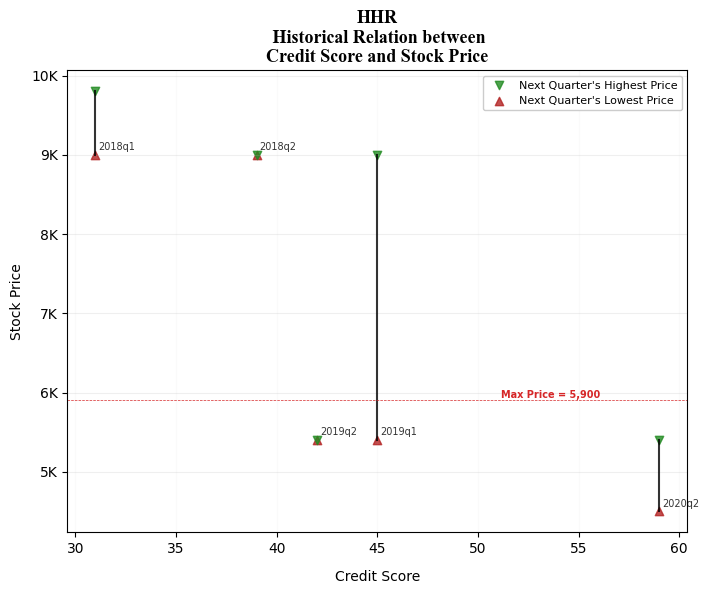 HHR
Historical Relation between
Credit Score and Stock Price
Next Quarter's Highest Price
Next Quarter's Lowest Price
10K
9K
8K
7K
6K
5K
Stock Price
2018q1
2018q2
Max Price = 5,900
2019q2
2019q1
2020q2
30
35
40
45
50
55
60
Credit Score